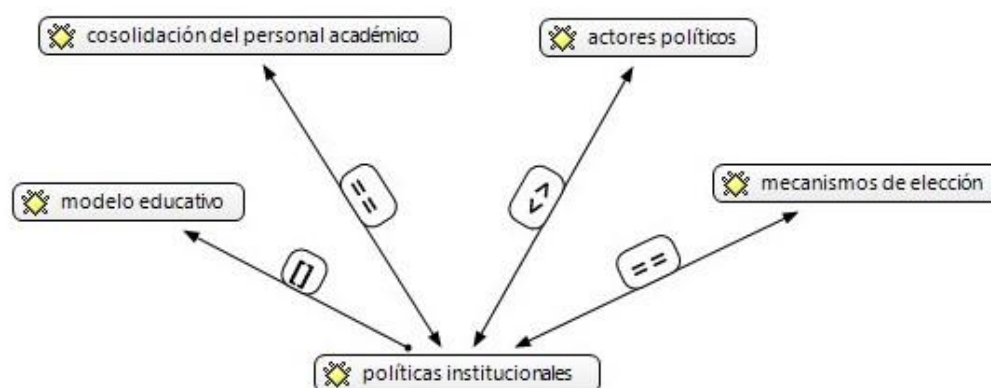 cosolidación del personal académico
actores políticos
modelo educativo
mecanismos de elección
==
<>
[]
==
políticas institucionales